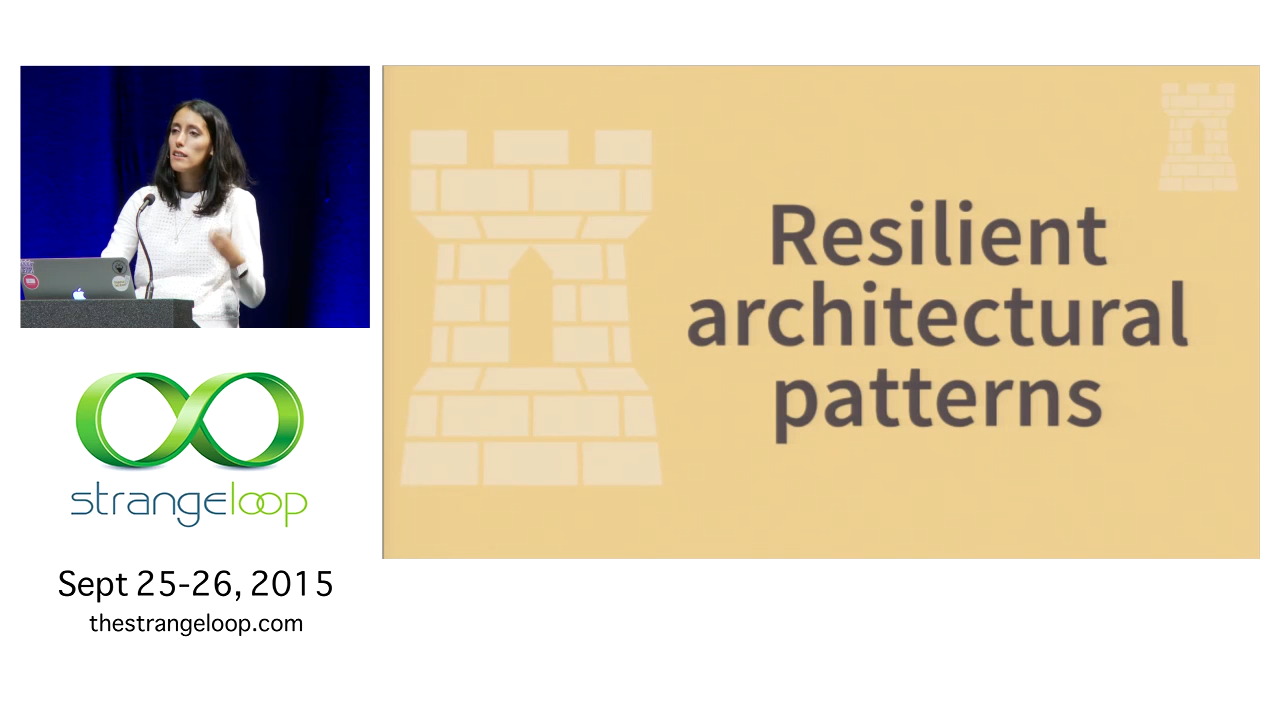 Resilient
architectural
patterns
strangeloop
Sept 25-26, 2015
thestrangeloop.com